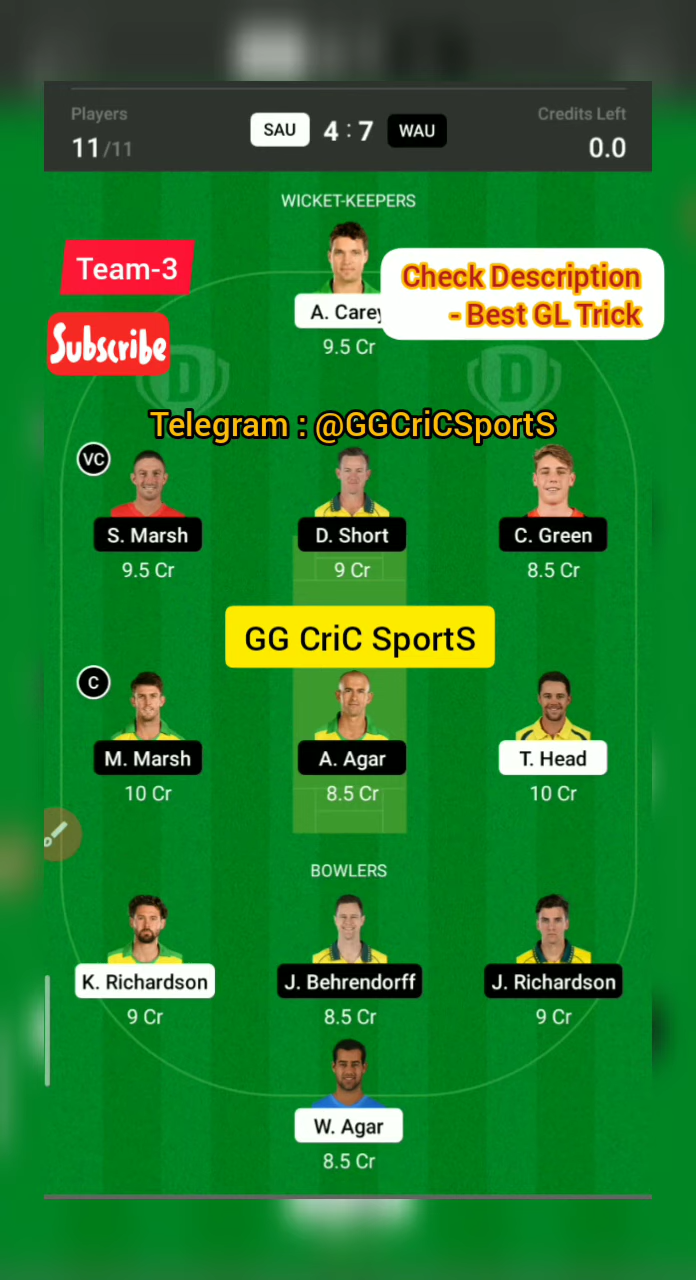 Players
Credits Left
11/11
SAU 4 : 7 WAU
0.0
WICKET-KEEPERS
Team-3
Check Description
- Best GL Trick
Subscribe
A. Carey
9.5 Cr
D
D
Telegram : @GGCriCSportS
VC
S. Marsh
D. Short
C. Green
9.5 Cr
9 Cr
8.5 Cr
GG CriC SportS
C
M. Marsh
A. Agar
T. Head
10 Cr
8.5 Cr
10 Cr
BOWLERS
K. Richardson
J. Behrendorff
J. Richardson
9 Cr
8.5 Cr
9 Cr
W. Agar
8.5 Cr